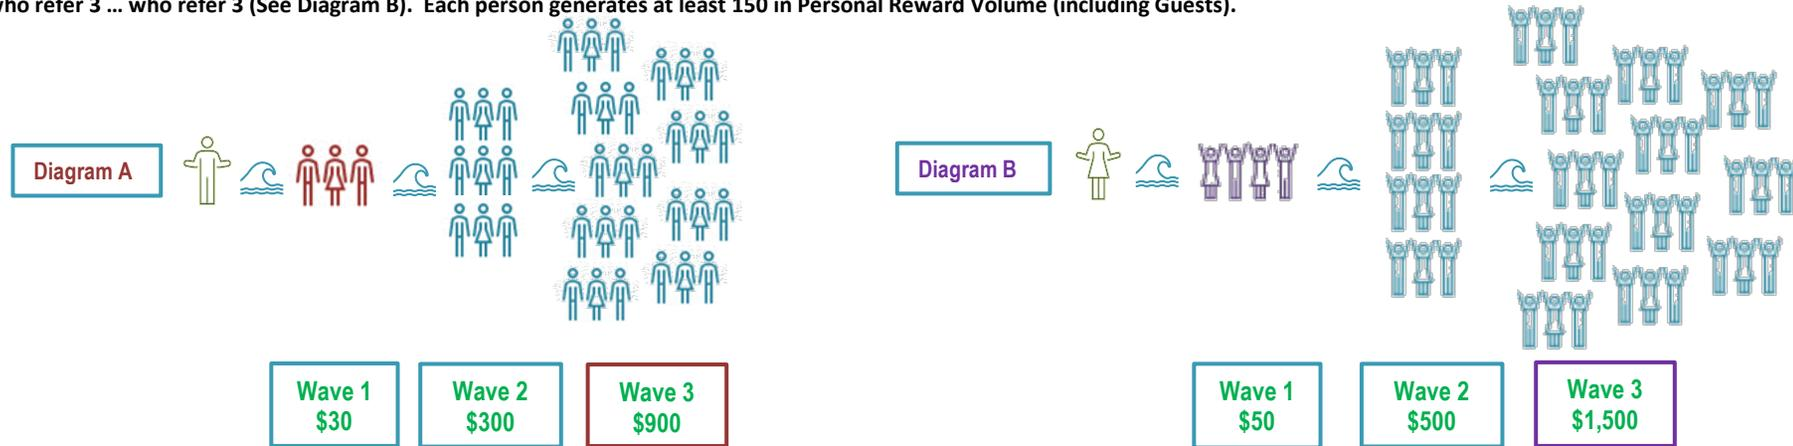 who refer 3 … who refer 3 (See Diagram B).  Each person generates at least 150 in Personal Reward Volume (including Guests).
Diagram A
Wave 1
$30
Wave 2
$300
Wave 3
$900
Diagram B
Wave 1
$50
Wave 2
$500
Wave 3
$1,500